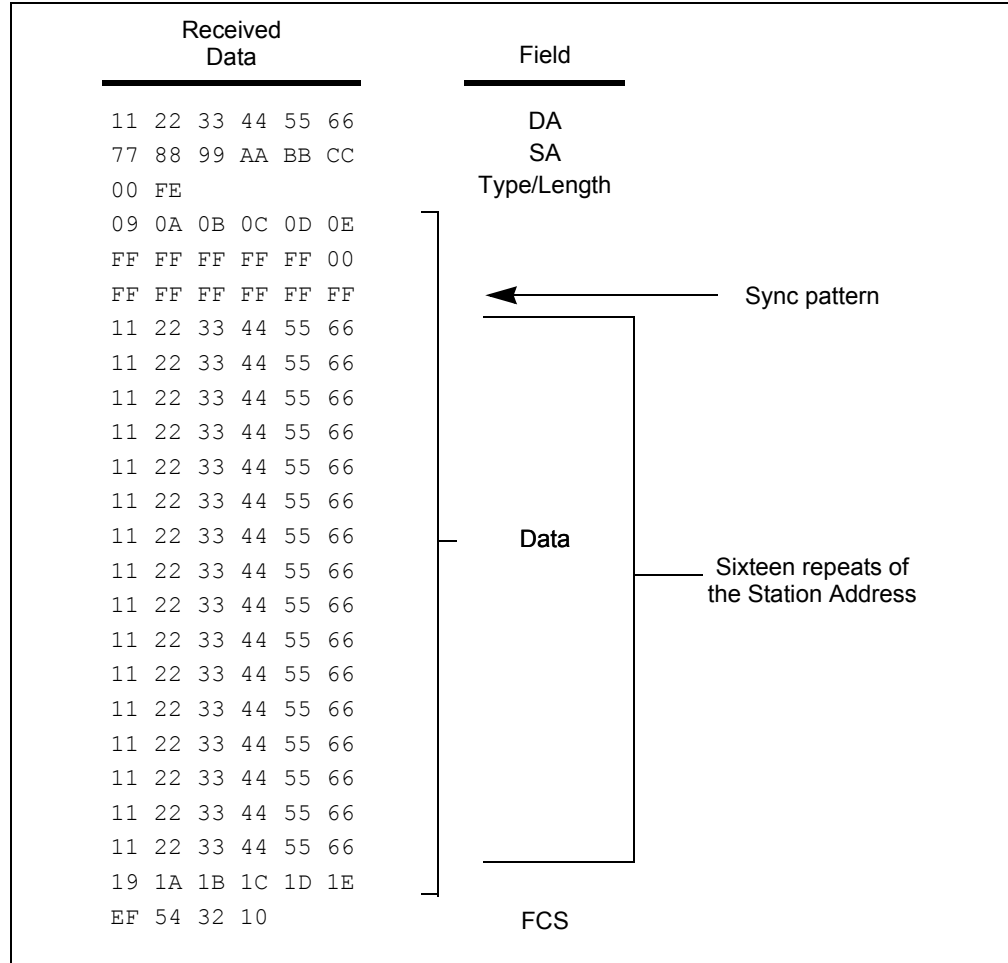 Received
Data
Field
11 22 33 44 55 66
DA
77 88 99 AA BB CC
SA
00 FE
Type/Length
09 0A 0B 0C 0D 0E
FF FF FF FF FF 00
FF FF FF FF FF FF
Sync pattern
11 22 33 44 55 66
11 22 33 44 55 66
11 22 33 44 55 66
11 22 33 44 55 66
11 22 33 44 55 66
11 22 33 44 55 66
11 22 33 44 55 66
Data
11 22 33 44 55 66
Sixteen repeats of
the Station Address
11 22 33 44 55 66
11 22 33 44 55 66
11 22 33 44 55 66
11 22 33 44 55 66
11 22 33 44 55 66
11 22 33 44 55 66
11 22 33 44 55 66
11 22 33 44 55 66
19 1A 1B 1C 1D 1E
EF 54 32 10
FCS